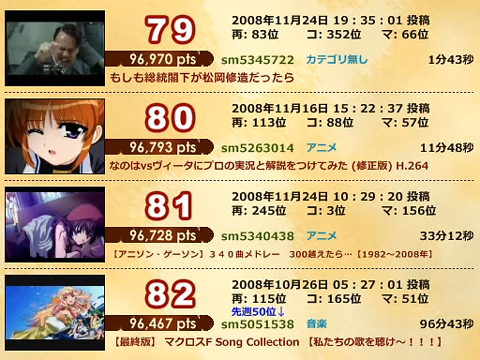 79
2008年11月24日 19：35：01 投稿
再: 83位 コ: 352位 マ: 66位
96,970 pts sm5345722 カテゴリ無し 1分43秒
もしも総統閣下が松岡修造だったら
80
2008年11月16日 15：22：37 投稿
再: 113位 コ: 88位 マ: 57位
96,793 pts sm5263014 アニメ 11分48秒
なのはvsヴィータにプロの実況と解説をつけてみた (修正版) H.264
81
2008年11月24日 10：29：20 投稿
再: 245位 コ: 3位 マ: 156位
96,728 pts sm5340438 アニメ 33分12秒
【アニソン・ゲーソン】３４０曲メドレー　300越えたら…【1982～2008年】
82
2008年10月26日 05：27：01 投稿
再: 115位 コ: 165位 マ: 51位
先週50位↓
96,467 pts sm5051538 音楽 96分43秒
【最終版】 マクロスF Song Collection 【私たちの歌を聴け～！！！】